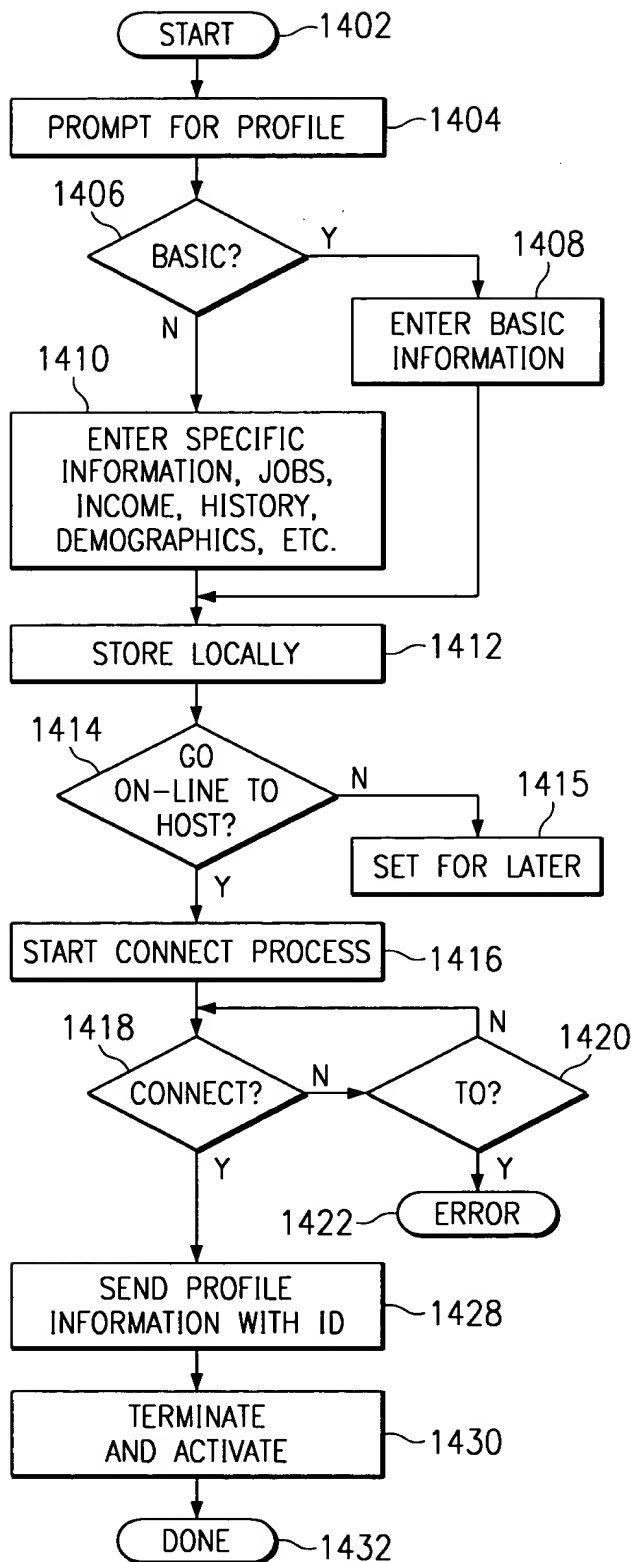 START
1402
PROMPT FOR PROFILE
1404
1406
BASIC?
Y
N
1408
ENTER BASIC
INFORMATION
1410
ENTER SPECIFIC
INFORMATION, JOBS,
INCOME, HISTORY,
DEMOGRAPHICS, ETC.
STORE LOCALLY
1412
1414
GO
ON-LINE TO
HOST?
N
Y
1415
SET FOR LATER
START CONNECT PROCESS
1416
1418
CONNECT?
N
Y
N
1420
TO?
Y
1422
ERROR
SEND PROFILE
INFORMATION WITH ID
1428
TERMINATE
AND ACTIVATE
1430
DONE
1432